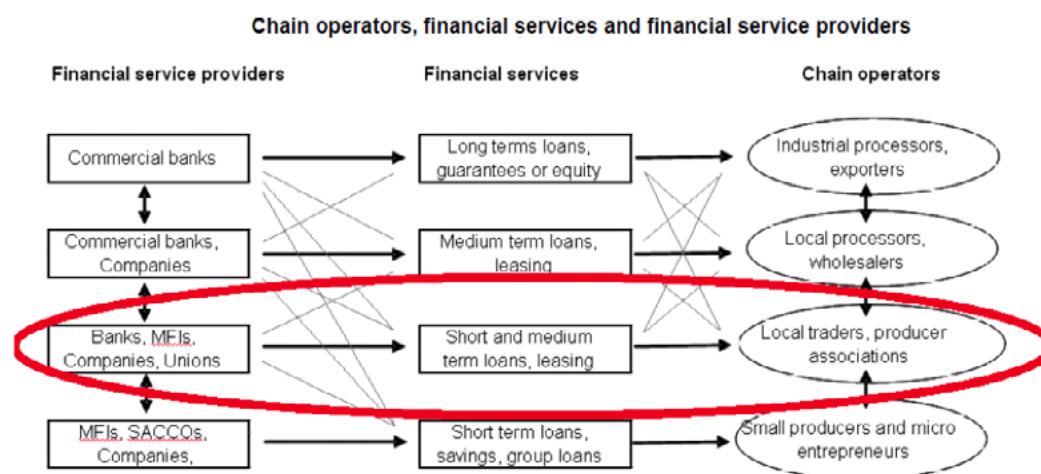 Chain operators, financial services and financial service providers
Financial service providers
Financial services
Chain operators
Commercial banks
Long terms loans,
guarantees or equity
Industrial processors,
exporters
Commercial banks,
Companies
Medium term loans,
leasing
Local processors,
wholesalers
Banks, MFIs,
Companies, Unions
Short and medium
term loans, leasing
Local traders, producer
associations
MFIs, SACCOs,
Companies,
Short term loans,
savings, group loans
Small producers and micro
entrepreneurs